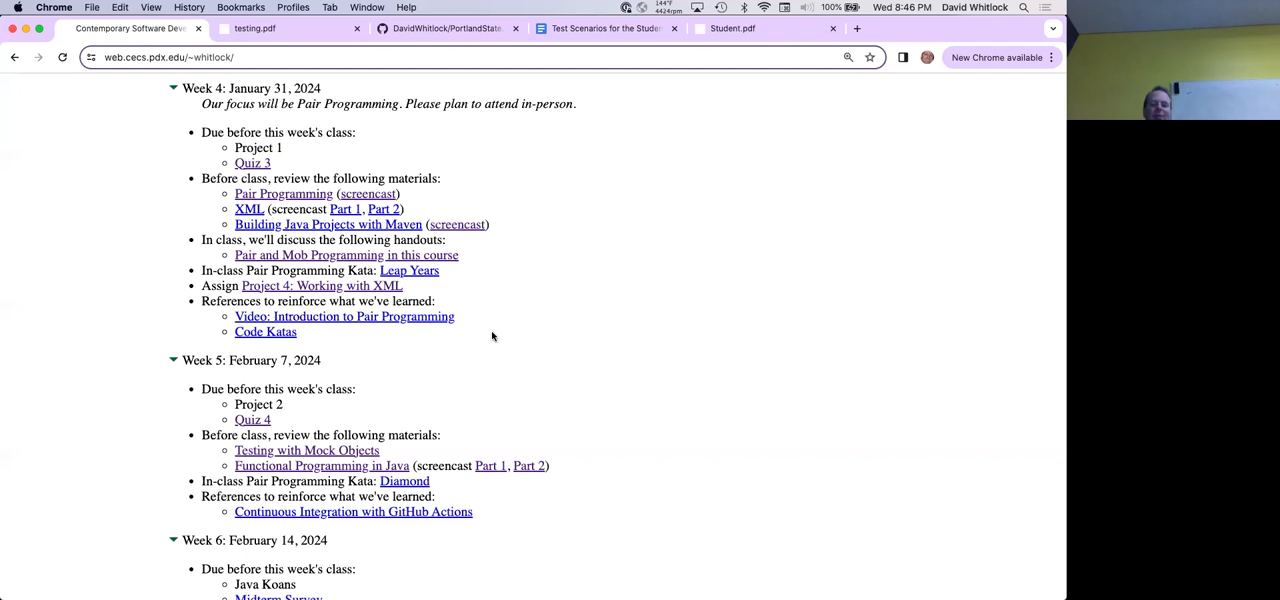 Chrome File Edit View History Bookmarks Profiles Tab Window Help 144°F 4424rpm 100% Wed 8:46 PM David Whitlock
Contemporary Software Deve testing.pdf DavidWhitlock/PortlandState Test Scenarios for the Studen Student.pdf
web.cecs.pdx.edu/~whitlock/ New Chrome available
Week 4: January 31, 2024
Our focus will be Pair Programming. Please plan to attend in-person.
Due before this week's class:
Project 1
Quiz 3
Before class, review the following materials:
Pair Programming (screencast)
XML (screencast Part 1, Part 2)
Building Java Projects with Maven (screencast)
In class, we'll discuss the following handouts:
Pair and Mob Programming in this course
In-class Pair Programming Kata: Leap Years
Assign Project 4: Working with XML
References to reinforce what we've learned:
Video: Introduction to Pair Programming
Code Katas
Week 5: February 7, 2024
Due before this week's class:
Project 2
Quiz 4
Before class, review the following materials:
Testing with Mock Objects
Functional Programming in Java (screencast Part 1, Part 2)
In-class Pair Programming Kata: Diamond
References to reinforce what we've learned:
Continuous Integration with GitHub Actions
Week 6: February 14, 2024
Due before this week's class:
Java Koans
Midterm Survey